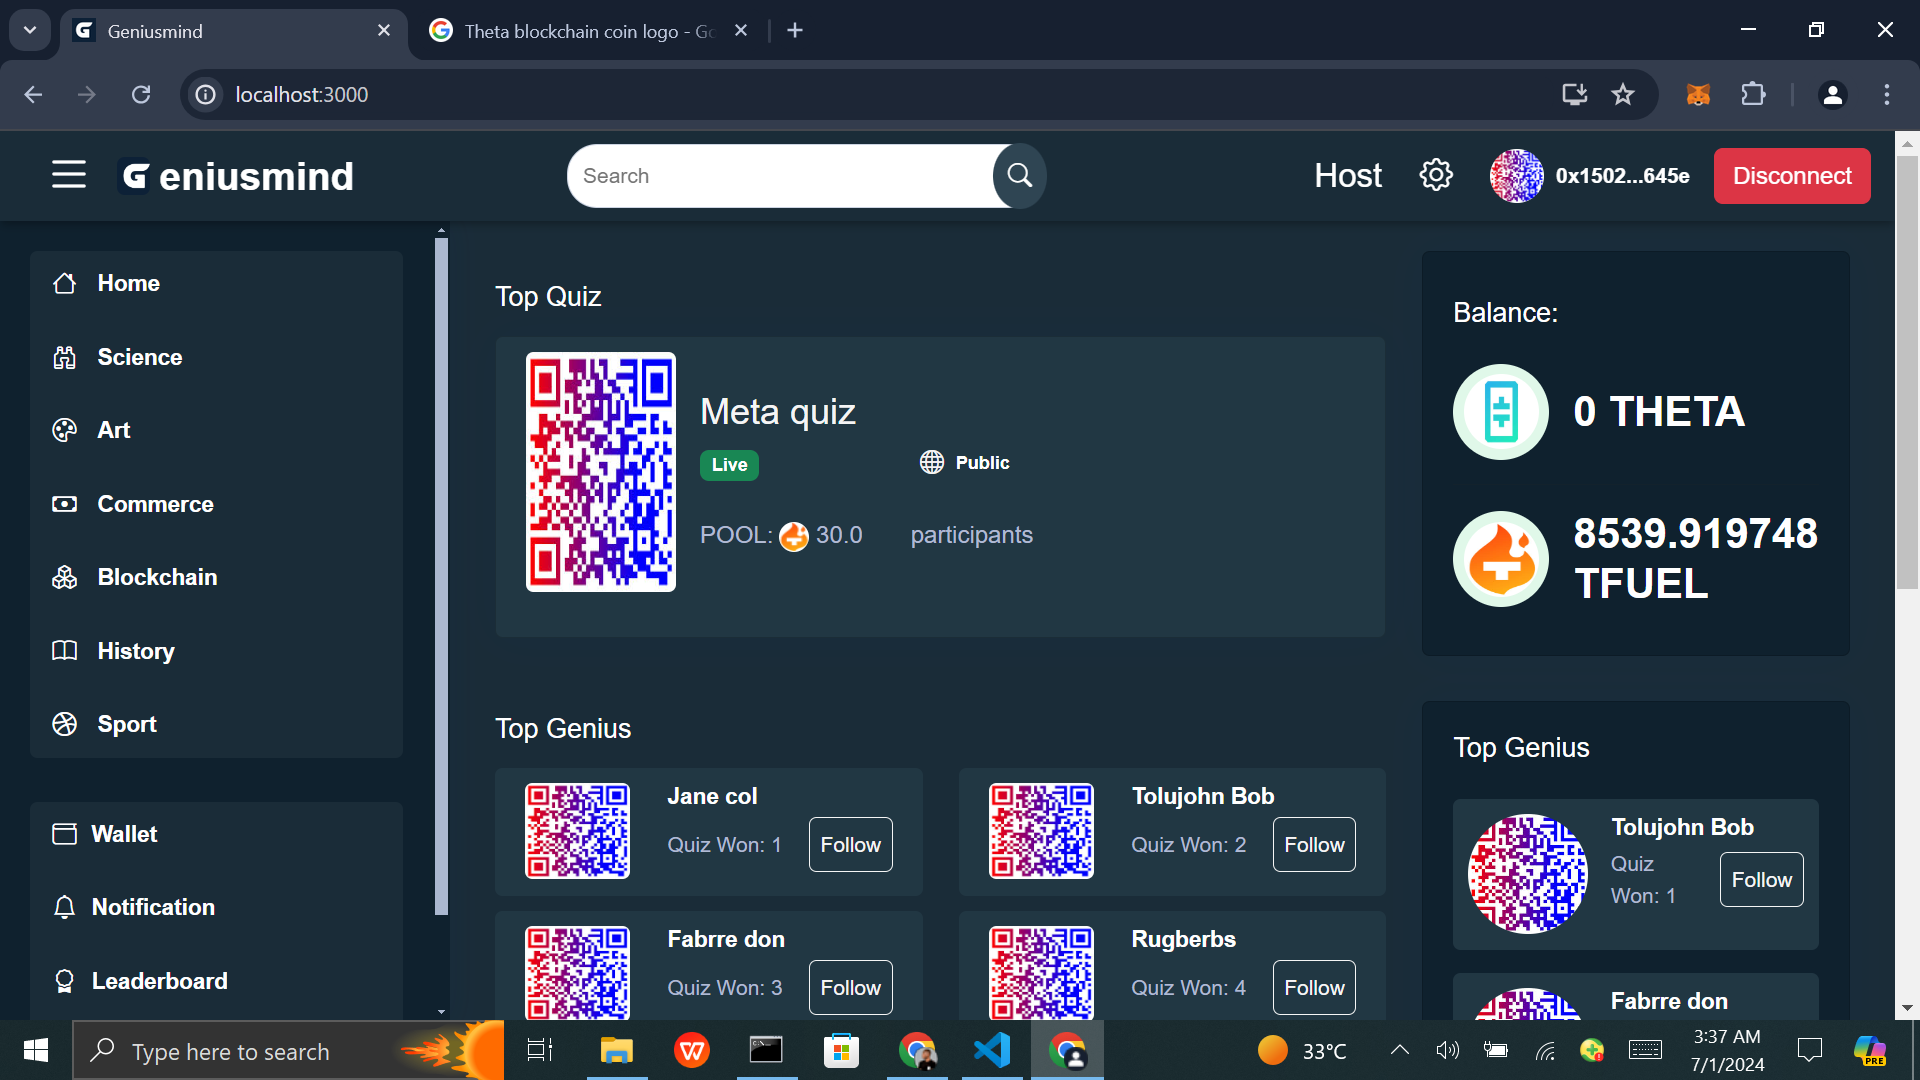 Geniusmind
Theta blockchain coin logo - Go
localhost:3000
G eniusmind
Search
Host
0x1502...645e
Disconnect
Home
Science
Art
Commerce
Blockchain
History
Sport
Wallet
Notification
Leaderboard
Top Quiz
Meta quiz
Live
Public
POOL: 30.0
participants
Top Genius
Jane col
Quiz Won: 1
Follow
Tolujohn Bob
Quiz Won: 2
Follow
Fabrre don
Quiz Won: 3
Follow
Rugberbs
Quiz Won: 4
Follow
Balance:
0 THETA
8539.919748
TFUEL
Top Genius
Tolujohn Bob
Quiz
Won: 1
Follow
Fabrre don
Type here to search
33°C
3:37 AM
7/1/2024
PRE